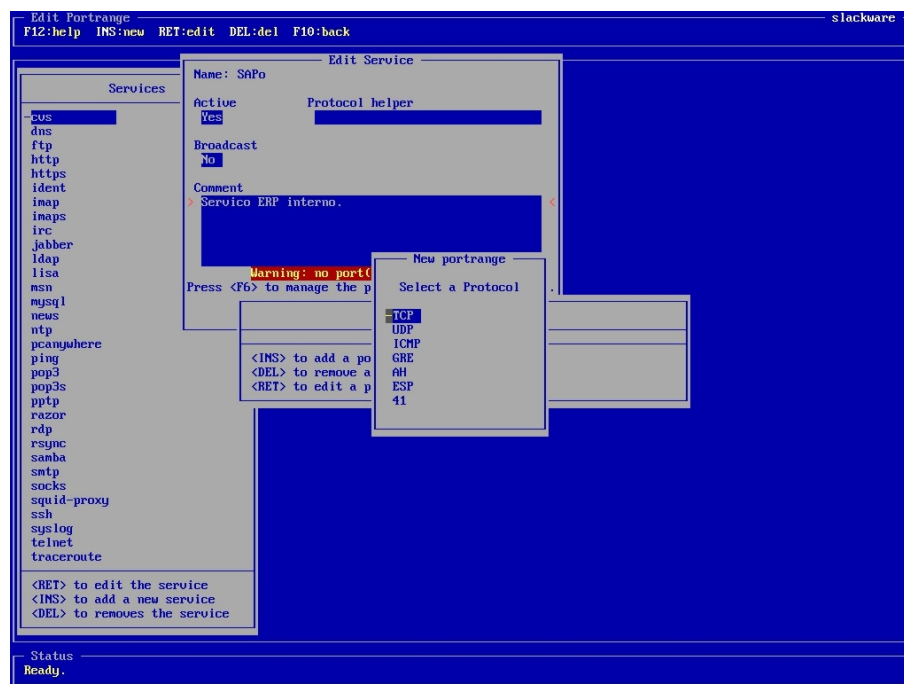 Edit Portrange
slackware
F12:help INS:new RET:edit DEL:del F10:back
Edit Service
Name: SAPo
Active
Protocol helper
Yes
Broadcast
No
Comment
> Servico ERP interno. <
Warning: no port(
Press <F6> to manage the p
.
Services
cvs
dns
ftp
http
https
ident
imap
imaps
irc
jabber
ldap
lisa
msn
mysql
news
ntp
pcanywhere
ping
pop3
pop3s
pptp
razor
rdp
rsync
samba
smtp
socks
squid-proxy
ssh
syslog
telnet
traceroute
<RET> to edit the service
<INS> to add a new service
<DEL> to removes the service
<INS> to add a po
<DEL> to remove a
<RET> to edit a p
New portrange
Select a Protocol
TCP
UDP
ICMP
GRE
AH
ESP
41
Status
Ready.